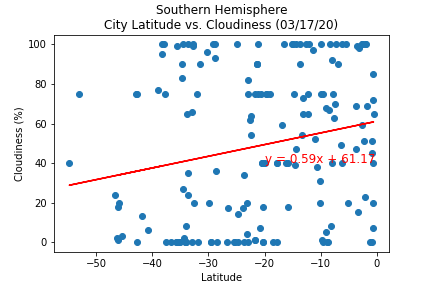 Southern Hemisphere
City Latitude vs. Cloudiness (03/17/20)
100
80
60
40
20
0
Cloudiness (%)
y = 0.59x + 61.17
−50
−40
−30
−20
−10
0
Latitude